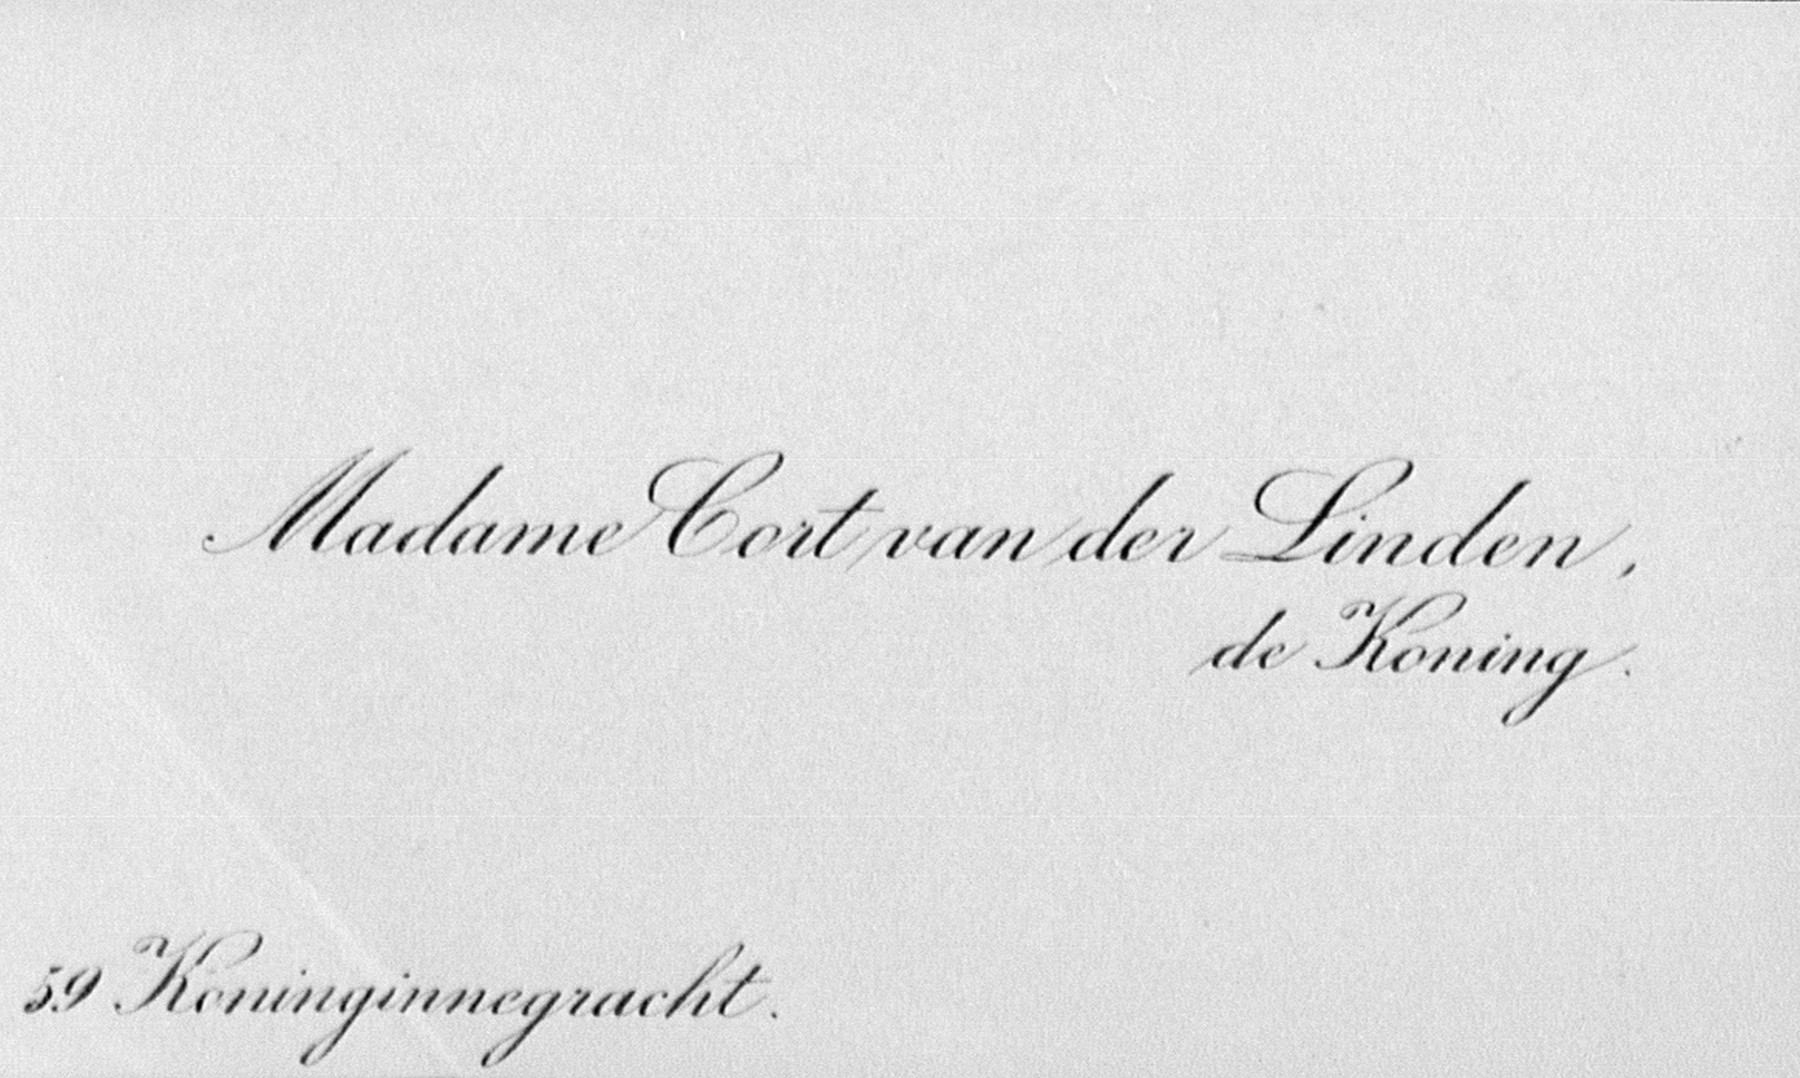 Madame Cort van der Linden,
de Koning.
59 Koninginnegracht.